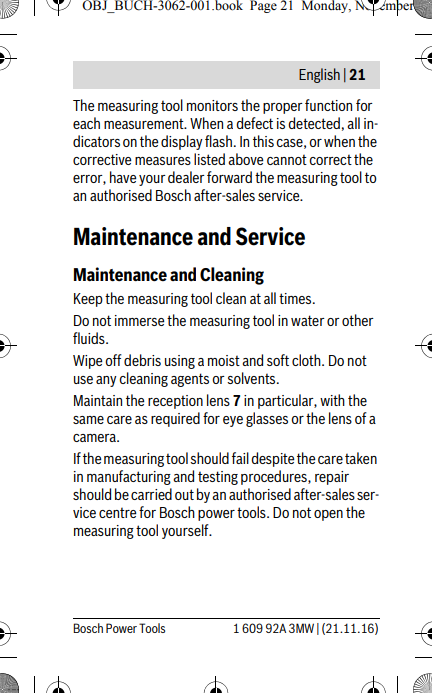 OBJ_BUCH-3062-001.book Page 21 Monday,
English | 21
The measuring tool monitors the proper function for
each measurement. When a defect is detected, all in-
dicators on the display flash. In this case, or when the
corrective measures listed above cannot correct the
error, have your dealer forward the measuring tool to
an authorised Bosch after-sales service.
Maintenance and Service
Maintenance and Cleaning
Keep the measuring tool clean at all times.
Do not immerse the measuring tool in water or other
fluids.
Wipe off debris using a moist and soft cloth. Do not
use any cleaning agents or solvents.
Maintain the reception lens 7 in particular, with the
same care as required for eye glasses or the lens of a
camera.
If the measuring tool should fail despite the care taken
in manufacturing and testing procedures, repair
should be carried out by an authorised after-sales ser-
vice centre for Bosch power tools. Do not open the
measuring tool yourself.
Bosch Power Tools 1 609 92A 3MW | (21.11.16)